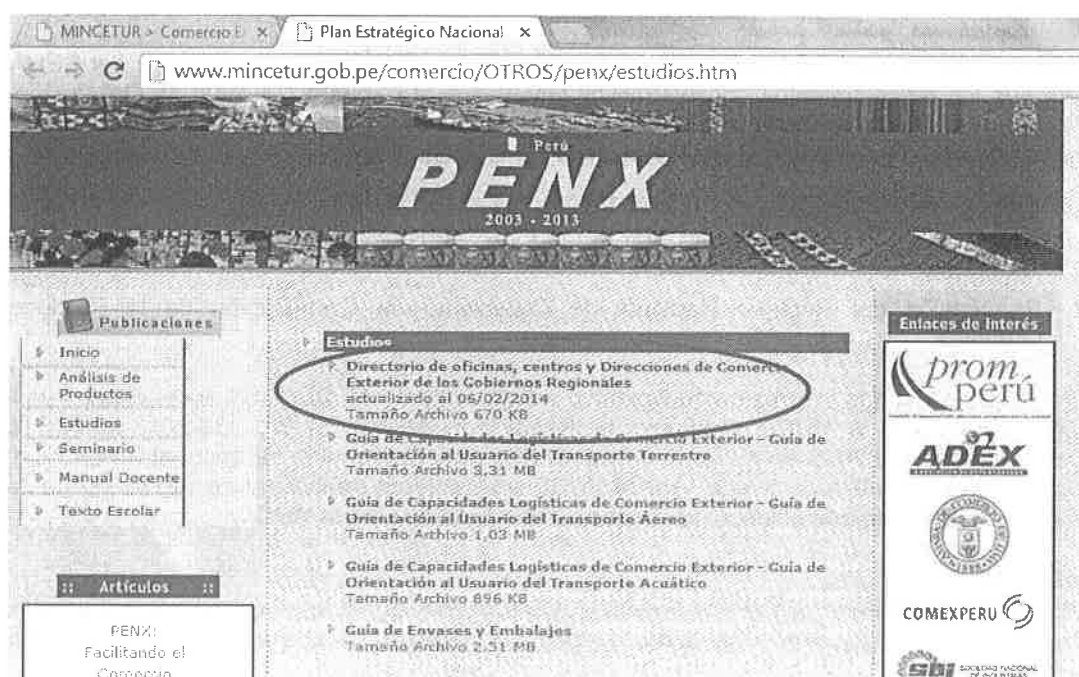 MINCETUR > Comercio E
Plan Estratégico Nacional
www.mincetur.gob.pe/comercio/OTROS/penx/estudios.htm
Perú
PENX
2003 - 2013
Publicaciones
Inicio
Análisis de
Productos
Estudios
Seminario
Manual Docente
Texto Escolar
:: Artículos ::
PENX:
Facilitando el
Comercio
Estudios
Directorio de oficinas, centros y Direcciones de Comercio
Exterior de los Gobiernos Regionales
actualizado al 06/02/2014
Tamaño Archivo 670 KB
Guía de Capacidades Logísticas de Comercio Exterior - Guía de
Orientación al Usuario del Transporte Terrestre
Tamaño Archivo 3,31 MB
Guía de Capacidades Logísticas de Comercio Exterior - Guía de
Orientación al Usuario del Transporte Áereo
Tamaño Archivo 1,03 MB
Guía de Capacidades Logísticas de Comercio Exterior - Guía de
Orientación al Usuario del Transporte Acuático
Tamaño Archivo 896 KB
Guía de Envases y Embalajes
Tamaño Archivo 2,51 MB
Enlaces de Interés
prom
perú
ADEX
COMEXPERU
SOCIEDAD NACIONAL
DE INDUSTRIAS